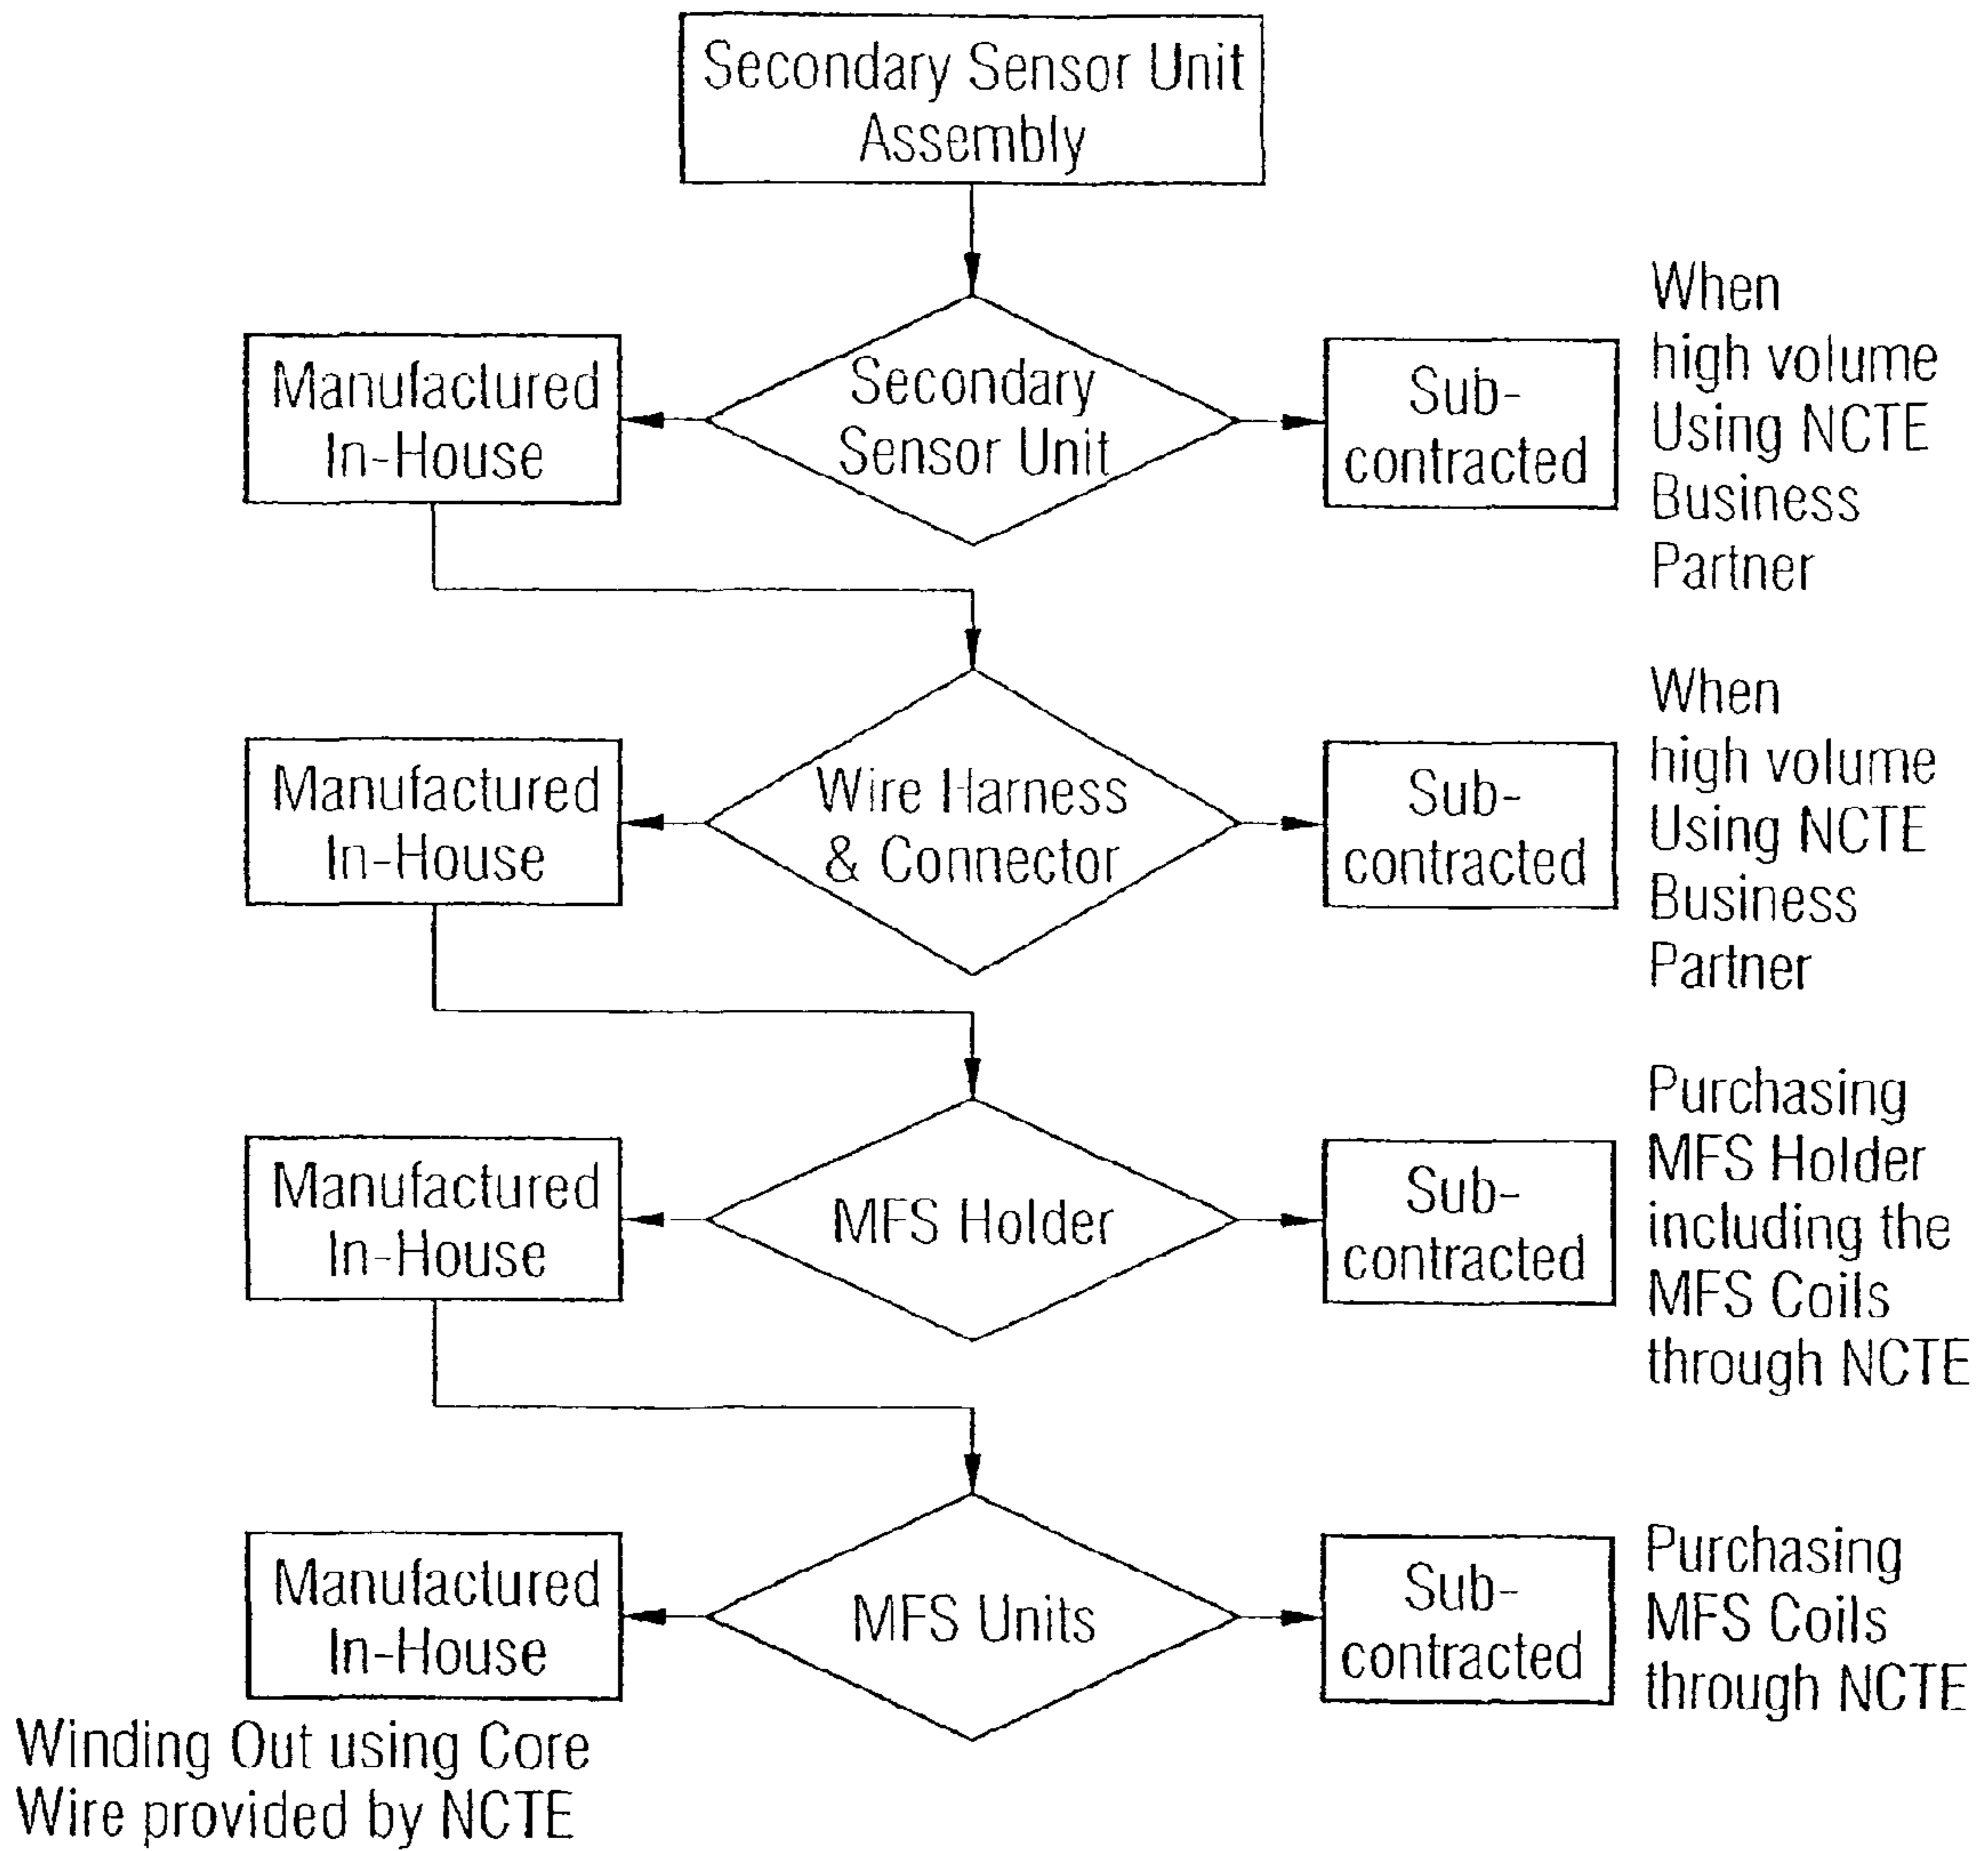 Secondary Sensor Unit
Assembly
Manufactured
In-House
Secondary
Sensor Unit
Sub-
contracted
When
high volume
Using NCTE
Business
Partner
Manufactured
In-House
Wire Harness
& Connector
Sub-
contracted
When
high volume
Using NCTE
Business
Partner
Manufactured
In-House
MFS Holder
Sub-
contracted
Purchasing
MFS Holder
including the
MFS Coils
through NCTE
Manufactured
In-House
MFS Units
Sub-
contracted
Purchasing
MFS Coils
through NCTE
Winding Out using Core
Wire provided by NCTE